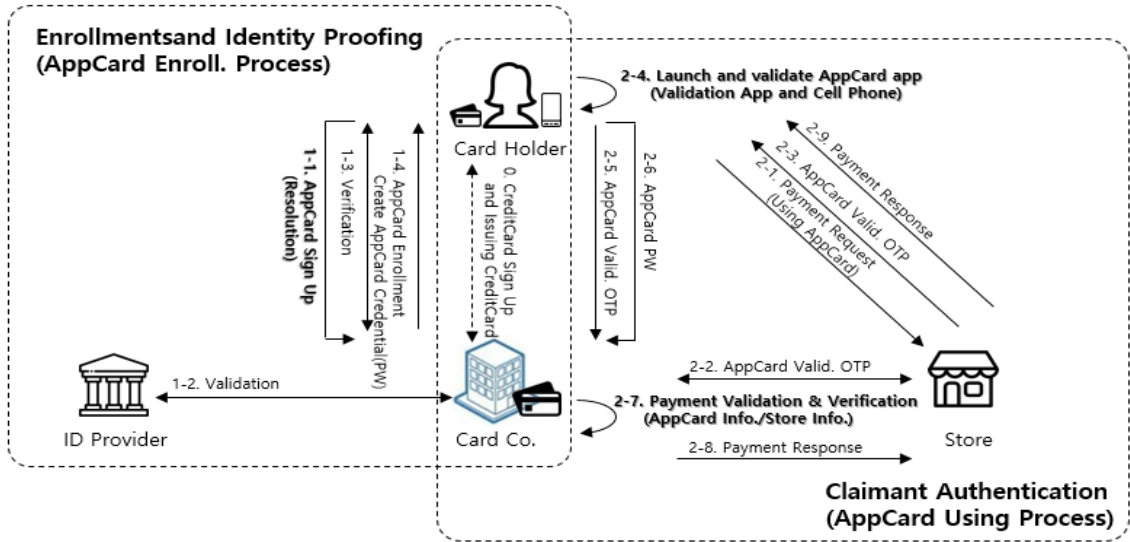 Enrollmentsand Identity Proofing
(AppCard Enroll. Process)
2-4. Launch and validate AppCard app
(Validation App and Cell Phone)
Card Holder
1-1. AppCard Sign Up
(Resolution)
1-3. Verification
1-4. AppCard Enrollment
Create AppCard Credential(PW)
0. CreditCard Sign Up
and Issuing CreditCard
2-5. AppCard Valid. OTP
2-6. AppCard PW
2-9. Payment Response
2-3. AppCard Valid. OTP
2-1. Payment Request
(Using AppCard)
1-2. Validation
2-2. AppCard Valid. OTP
2-7. Payment Validation & Verification
(AppCard Info./Store Info.)
ID Provider
Card Co.
Store
2-8. Payment Response
Claimant Authentication
(AppCard Using Process)